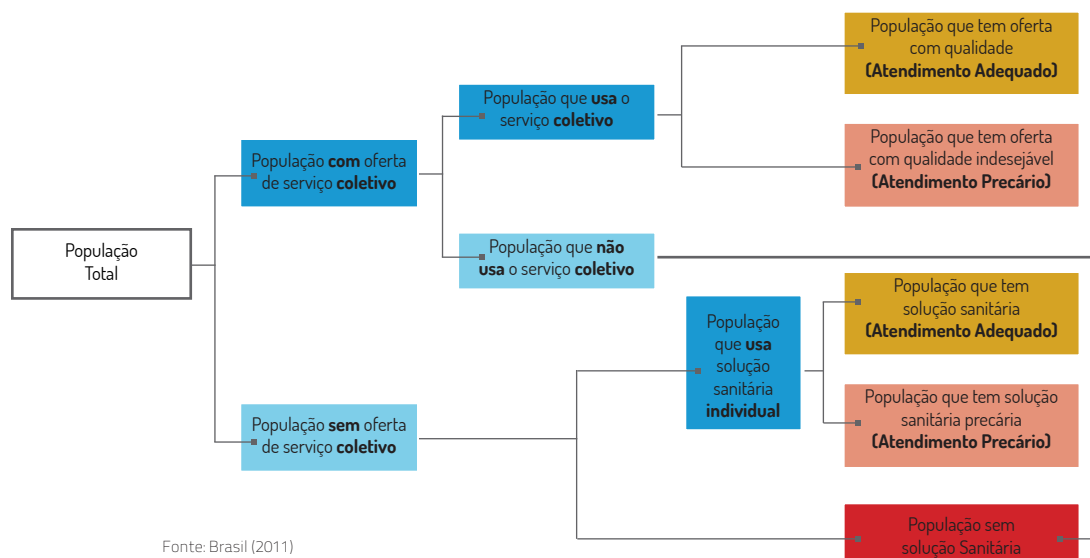 População
Total
População com oferta
de serviço coletivo
População que usa o
serviço coletivo
População que tem oferta
com qualidade
(Atendimento Adequado)
População que tem oferta
com qualidade indesejável
(Atendimento Precário)
População que não
usa o serviço coletivo
População sem oferta
de serviço coletivo
População
que usa
solução
sanitária
individual
População que tem
solução sanitária
(Atendimento Adequado)
População que tem solução
sanitária precária
(Atendimento Precário)
População sem
solução Sanitária
Fonte: Brasil (2011)